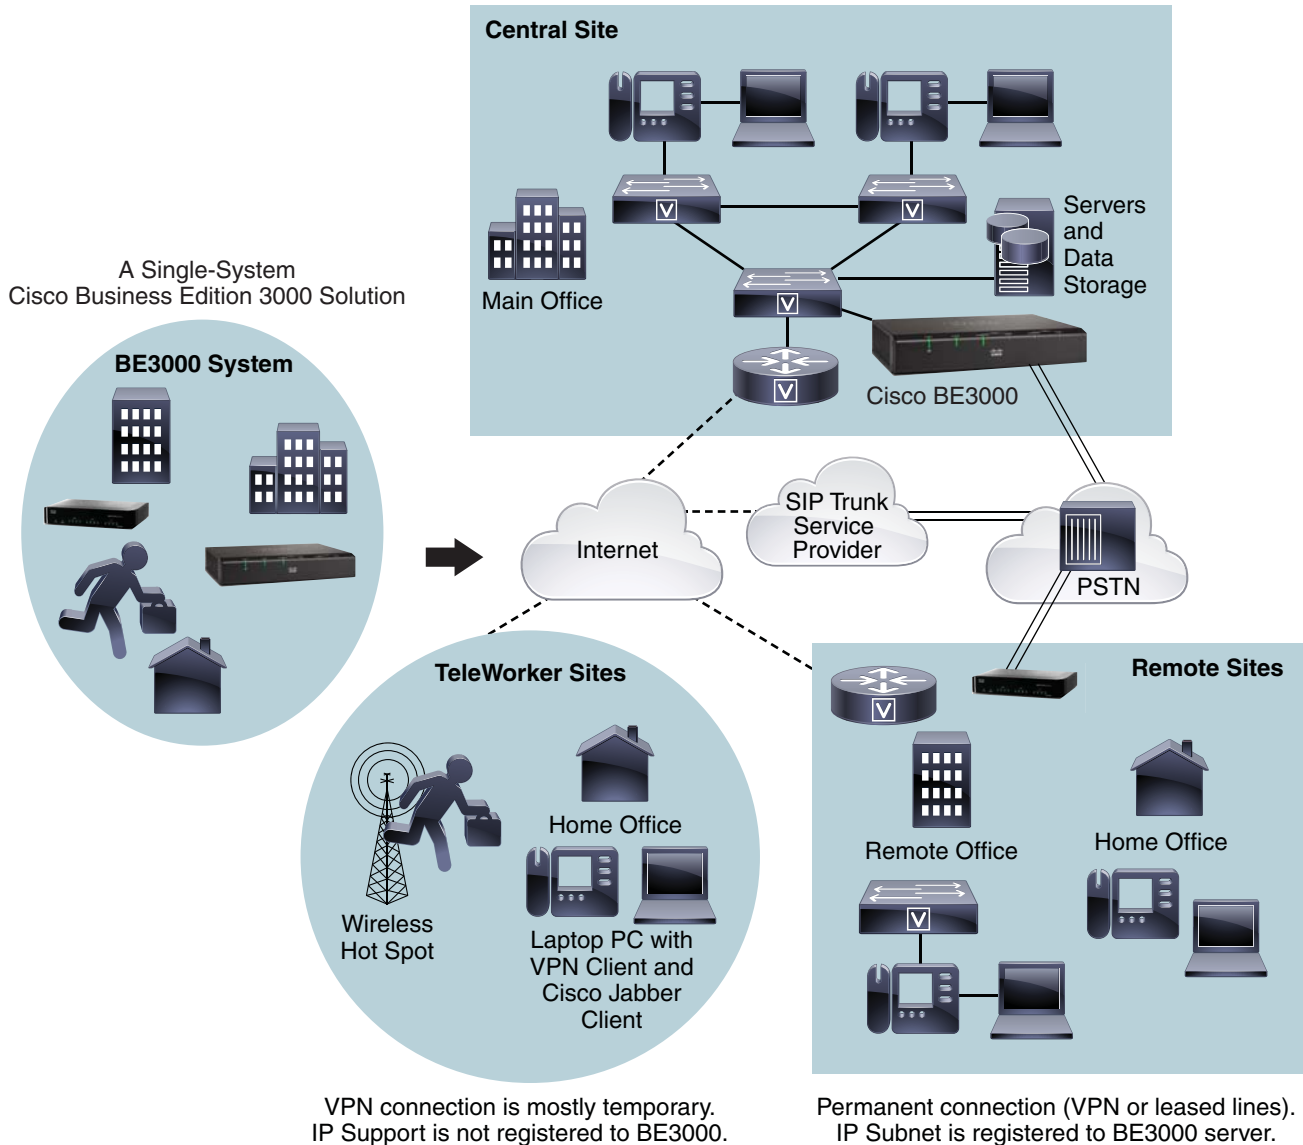 Central Site
Main Office
Servers
and
Data
Storage
V
V
V
V
Cisco BE3000
A Single-System
Cisco Business Edition 3000 Solution
BE3000 System
Internet
SIP Trunk
Service
Provider
PSTN
TeleWorker Sites
Wireless
Hot Spot
Home Office
Laptop PC with
VPN Client and
Cisco Jabber
Client
Remote Sites
V
Remote Office
Home Office
V
VPN connection is mostly temporary.
IP Support is not registered to BE3000.
Permanent connection (VPN or leased lines).
IP Subnet is registered to BE3000 server.